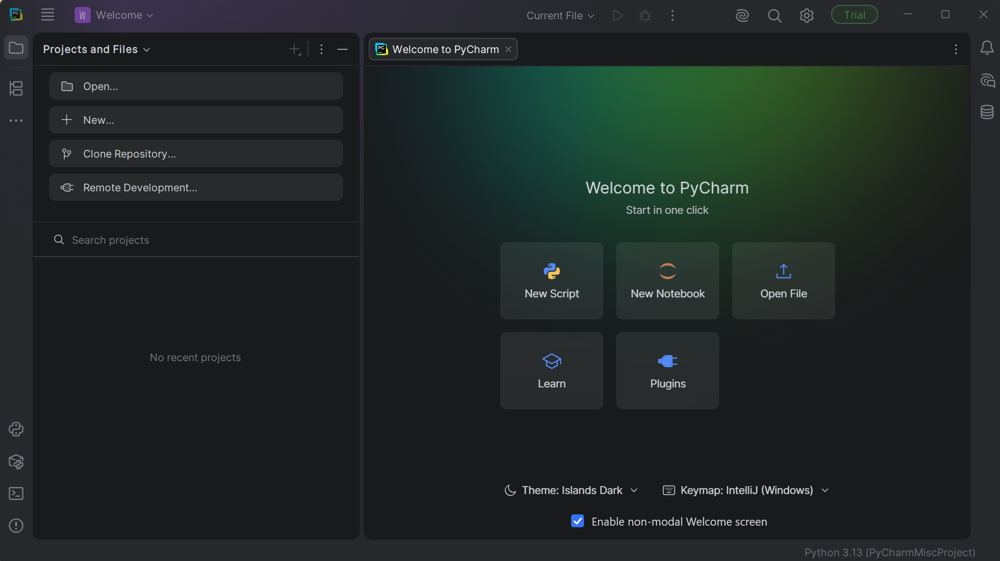 PC
W
Welcome
Current File
Trial
Projects and Files
PC
Welcome to PyCharm
Open...
New...
Clone Repository...
Remote Development...
Search projects
No recent projects
Welcome to PyCharm
Start in one click
New Script
New Notebook
Open File
Learn
Plugins
Theme: Islands Dark
Keymap: IntelliJ (Windows)
Enable non-modal Welcome screen
Python 3.13 (PyCharmMiscProject)